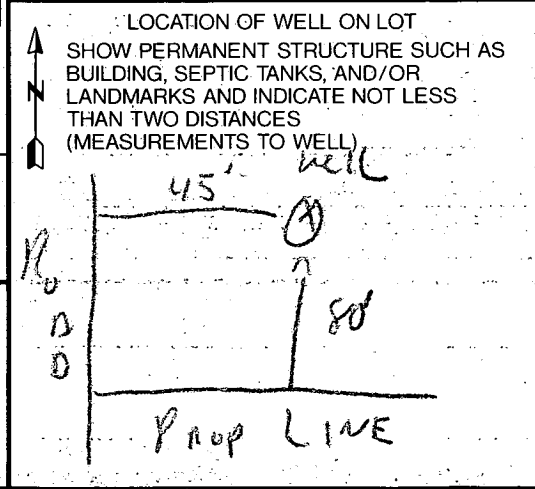 LOCATION OF WELL ON LOT
SHOW PERMANENT STRUCTURE SUCH AS
BUILDING, SEPTIC TANKS, AND/OR
LANDMARKS AND INDICATE NOT LESS
THAN TWO DISTANCES
(MEASUREMENTS TO WELL)
N
well
45'
X
ROAD
80'
Prop LINE